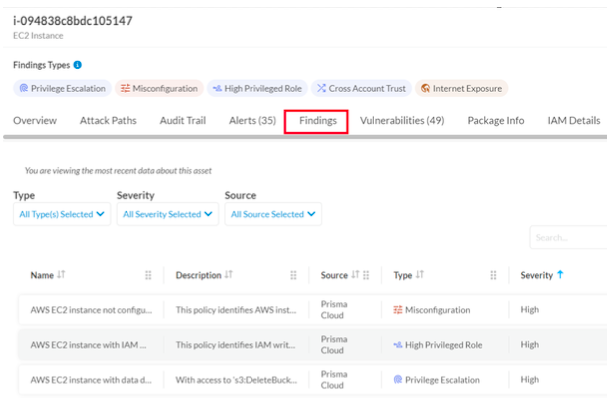 i-094838c8bdc105147
EC2 Instance
Findings Types
Privilege Escalation Misconfiguration High Privileged Role Cross Account Trust Internet Exposure
Overview Attack Paths Audit Trail Alerts (35) Findings Vulnerabilities (49) Package Info IAM Details
You are viewing the most recent data about this asset
Type Severity Source
All Type(s) Selected All Severity Selected All Source Selected
Search...
Name Description Source Type Severity
AWS EC2 instance not configu... This policy identifies AWS inst... Prisma Cloud Misconfiguration High
AWS EC2 instance with IAM ... This policy identifies IAM writ... Prisma Cloud High Privileged Role High
AWS EC2 instance with data d... With access to 's3:DeleteBuck... Prisma Cloud Privilege Escalation High